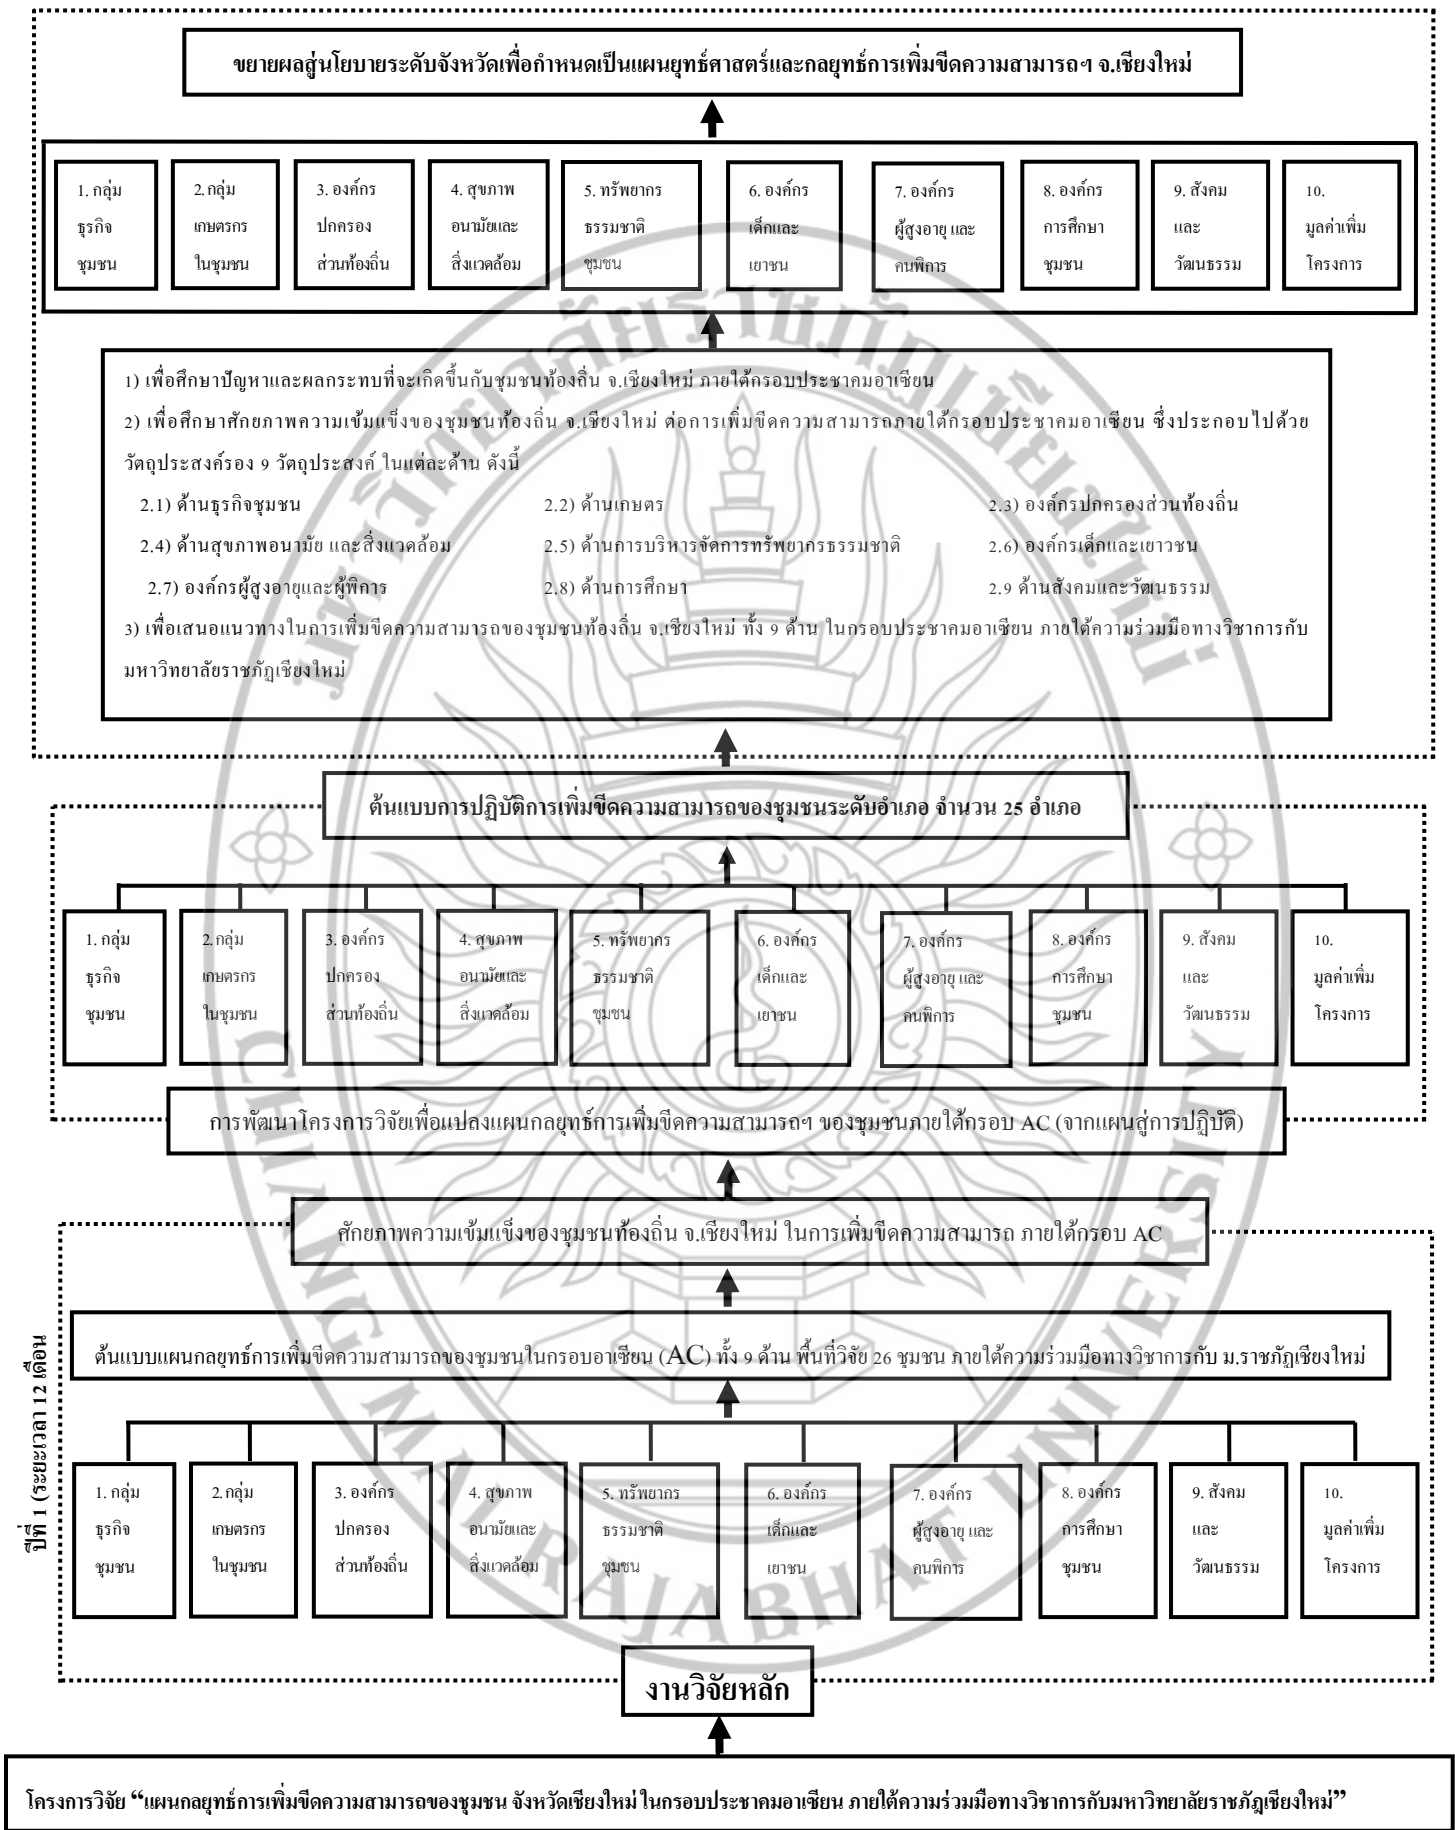 ขยายผลสู่นโยบายระดับจังหวัดเพื่อกำหนดเป็นแผนยุทธ์ศาสตร์และกลยุทธ์การเพิ่มขีดความสามารถฯ จ.เชียงใหม่
1. กลุ่ม
ธุรกิจ
ชุมชน
2. กลุ่ม
เกษตรกร
ในชุมชน
3. องค์กร
ปกครอง
ส่วนท้องถิ่น
4. สุขภาพ
อนามัยและ
สิ่งแวดล้อม
5. ทรัพยากร
ธรรมชาติ
ชุมชน
6. องค์กร
เด็กและ
เยาชน
7. องค์กร
ผู้สูงอายุ และ
คนพิการ
8. องค์กร
การศึกษา
ชุมชน
9. สังคม
และ
วัฒนธรรม
10.
มูลค่าเพิ่ม
โครงการ
1) เพื่อศึกษาปัญหาและผลกระทบที่จะเกิดขึ้นกับชุมชนท้องถิ่น จ.เชียงใหม่ ภายใต้กรอบประชาคมอาเซียน
2) เพื่อศึกษาศักยภาพความเข้มแข็งของชุมชนท้องถิ่น จ.เชียงใหม่ ต่อการเพิ่มขีดความสามารถภายใต้กรอบประชาคมอาเซียน ซึ่งประกอบไปด้วย
วัตถุประสงค์รอง 9 วัตถุประสงค์ ในแต่ละด้าน ดังนี้
2.1) ด้านธุรกิจชุมชน 2.2) ด้านเกษตร 2.3) องค์กรปกครองส่วนท้องถิ่น
2.4) ด้านสุขภาพอนามัย และสิ่งแวดล้อม 2.5) ด้านการบริหารจัดการทรัพยากรธรรมชาติ 2.6) องค์กรเด็กและเยาวชน
2.7) องค์กรผู้สูงอายุและผู้พิการ 2.8) ด้านการศึกษา 2.9 ด้านสังคมและวัฒนธรรม
3) เพื่อเสนอแนวทางในการเพิ่มขีดความสามารถของชุมชนท้องถิ่น จ.เชียงใหม่ ทั้ง 9 ด้าน ในกรอบประชาคมอาเซียน ภายใต้ความร่วมมือทางวิชาการกับ
มหาวิทยาลัยราชภัฏเชียงใหม่
ต้นแบบการปฏิบัติการเพิ่มขีดความสามารถของชุมชนระดับอำเภอ จำนวน 25 อำเภอ
1. กลุ่ม
ธุรกิจ
ชุมชน
2. กลุ่ม
เกษตรกร
ในชุมชน
3. องค์กร
ปกครอง
ส่วนท้องถิ่น
4. สุขภาพ
อนามัยและ
สิ่งแวดล้อม
5. ทรัพยากร
ธรรมชาติ
ชุมชน
6. องค์กร
เด็กและ
เยาชน
7. องค์กร
ผู้สูงอายุ และ
คนพิการ
8. องค์กร
การศึกษา
ชุมชน
9. สังคม
และ
วัฒนธรรม
10.
มูลค่าเพิ่ม
โครงการ
การพัฒนาโครงการวิจัยเพื่อแปลงแผนกลยุทธ์การเพิ่มขีดความสามารถฯ ของชุมชนภายใต้กรอบ AC (จากแผนสู่การปฏิบัติ)
ศักยภาพความเข้มแข็งของชุมชนท้องถิ่น จ.เชียงใหม่ ในการเพิ่มขีดความสามารถ ภายใต้กรอบ AC
ต้นแบบแผนกลยุทธ์การเพิ่มขีดความสามารถของชุมชนในกรอบอาเซียน (AC) ทั้ง 9 ด้าน พื้นที่วิจัย 26 ชุมชน ภายใต้ความร่วมมือทางวิชาการกับ ม.ราชภัฏเชียงใหม่
ปีที่ 1 (ระยะเวลา 12 เดือน
1. กลุ่ม
ธุรกิจ
ชุมชน
2. กลุ่ม
เกษตรกร
ในชุมชน
3. องค์กร
ปกครอง
ส่วนท้องถิ่น
4. สุขภาพ
อนามัยและ
สิ่งแวดล้อม
5. ทรัพยากร
ธรรมชาติ
ชุมชน
6. องค์กร
เด็กและ
เยาชน
7. องค์กร
ผู้สูงอายุ และ
คนพิการ
8. องค์กร
การศึกษา
ชุมชน
9. สังคม
และ
วัฒนธรรม
10.
มูลค่าเพิ่ม
โครงการ
งานวิจัยหลัก
โครงการวิจัย “แผนกลยุทธ์การเพิ่มขีดความสามารถของชุมชน จังหวัดเชียงใหม่ ในกรอบประชาคมอาเซียน ภายใต้ความร่วมมือทางวิชาการกับมหาวิทยาลัยราชภัฏเชียงใหม่”
มหาวิทยาลัยราชภัฏเชียงใหม่
CHIANG MAI RAJABHAT UNIVERSITY